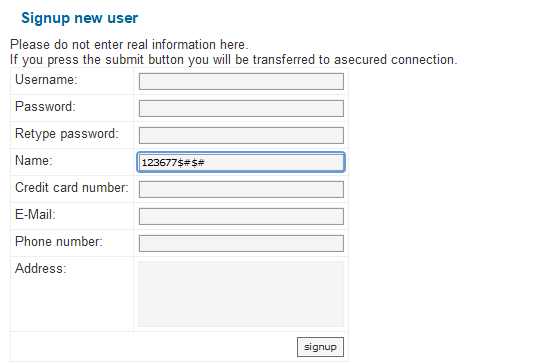 Signup new user
Please do not enter real information here.
If you press the submit button you will be transferred to asecured connection.
Username:
Password:
Retype password:
Name: 123677$#$#
Credit card number:
E-Mail:
Phone number:
Address:
signup